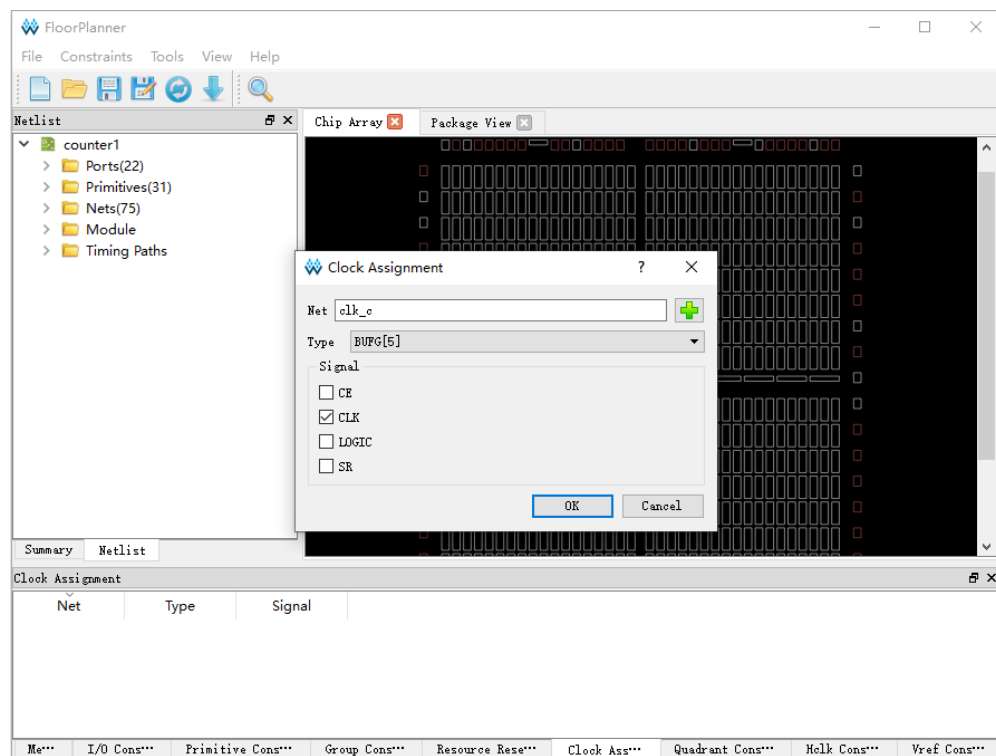 FloorPlanner
File Constraints Tools View Help
Netlist
Chip Array Package View
counter1
Ports(22)
Primitives(31)
Nets(75)
Module
Timing Paths
Clock Assignment ?
Net clk_c
Type BUFG[5]
Signal
CE
CLK
LOGIC
SR
OK Cancel
Summary Netlist
Clock Assignment
Net Type Signal
Me··· I/O Cons··· Primitive Cons··· Group Cons··· Resource Rese··· Clock Ass··· Quadrant Cons··· Hclk Cons··· Vref Cons···